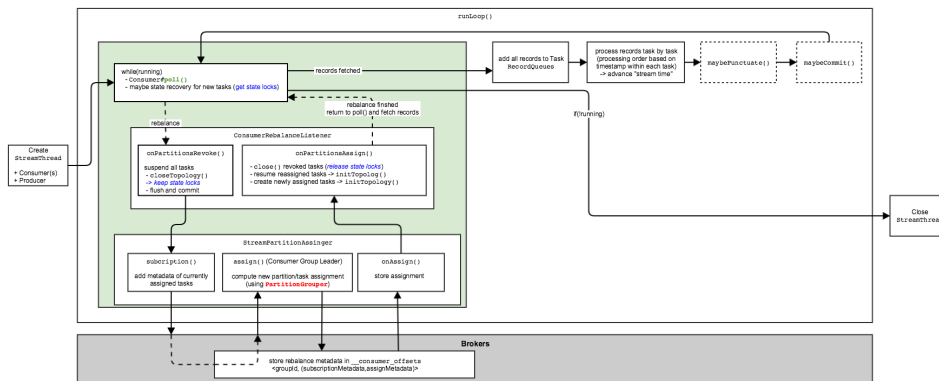 runLoop()
while(running)
- Consumer#poll()
- maybe state recovery for new tasks (get state locks)
records fetched
add all records to Task
RecordQueues
process records task by task
(processing order based on
timestamp within each task)
-> advance "stream time"
maybePunctuate()
maybeCommit()
rebalance finshed
return to poll() and fetch records
rebalance
if(!running)
ConsumerRebalanceListener
onPartitionsRevoke()
suspend all tasks
- closeTopology()
-> keep state locks
- flush and commit
onPartitionsAssign()
- close() revoked tasks (release state locks)
- resume reassigned tasks -> initTopolog()
- create newly assigned tasks -> initTopology()
Create
StreamThread
+ Consumer(s)
+ Producer
Close
StreamThread
StreamPartitionAssinger
subcription()
add metadata of currently
assigned tasks
assign() (Consumer Group Leader)
compute new partition/task assignment
(using PartitionGrouper)
onAssign()
store assignment
Brokers
store rebalance metadata in __consumer_offsets
<groupId, (subscriptionMetadata,assignMetadata)>